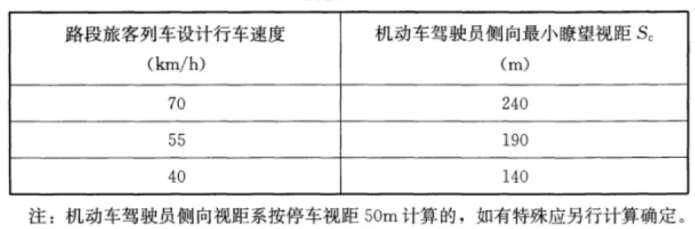 路段旅客列车设计行车速度
（km/h）
机动车驾驶员侧向最小瞭望视距 Sc
（m）
70
240
55
190
40
140
注：机动车驾驶员侧向视距系按停车视距 50m 计算的，如有特殊应另行计算确定。